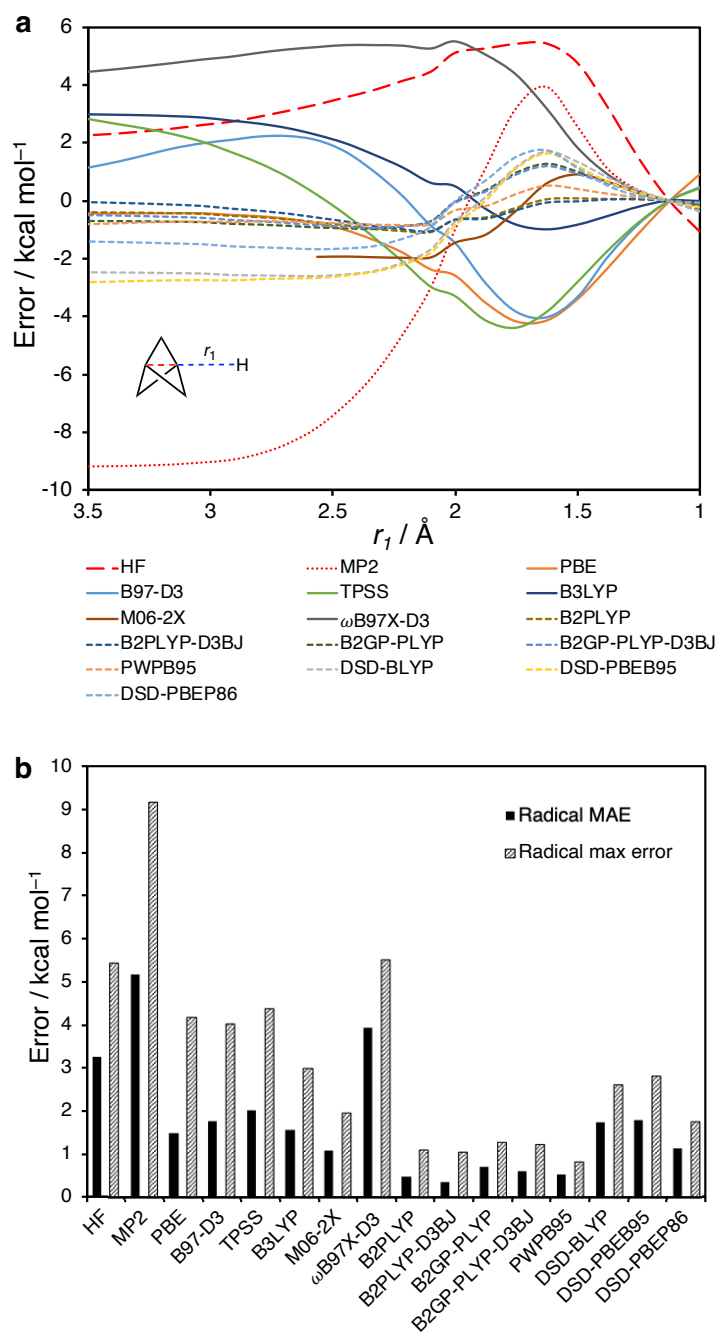 a
6
4
2
0
-2
-4
-6
-8
-10
Error / kcal mol⁻¹
r₁
H
3.5 3 2.5 2 1.5 1
r₁ / Å
HF MP2 PBE
B97-D3 TPSS B3LYP
M06-2X ωB97X-D3 B2PLYP
B2PLYP-D3BJ B2GP-PLYP B2GP-PLYP-D3BJ
PWPB95 DSD-BLYP DSD-PBEB95
DSD-PBEP86
b
10
9
8
7
6
5
4
3
2
1
0
Error / kcal mol⁻¹
Radical MAE
Radical max error
HF
MP2
PBE
B97-D3
TPSS
B3LYP
M06-2X
ωB97X-D3
B2PLYP
B2PLYP-D3BJ
B2GP-PLYP
B2GP-PLYP-D3BJ
PWPB95
DSD-BLYP
DSD-PBEB95
DSD-PBEP86